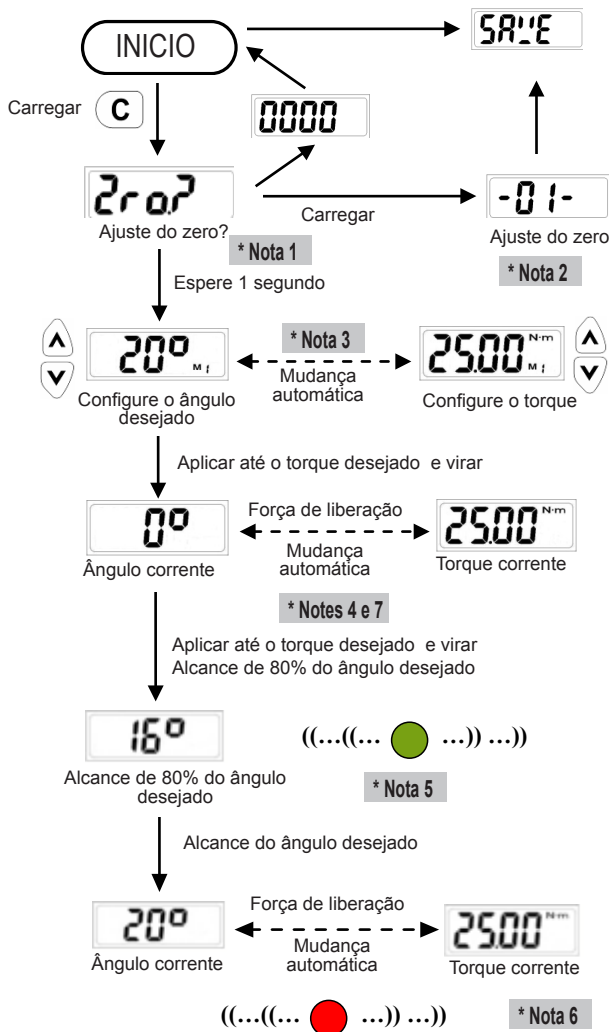 INICIO
SAVE
Carregar C
0000
Zro.?
Carregar
-01-
Ajuste do zero?
Ajuste do zero
* Nota 1
* Nota 2
Espere 1 segundo
20° M1
* Nota 3
25.00 N·m M1
Mudança
automática
Configure o ângulo
desejado
Configure o torque
Aplicar até o torque desejado e virar
0°
Força de liberação
25.00 N·m
Mudança
automática
Ângulo corrente
Torque corrente
* Notes 4 e 7
Aplicar até o torque desejado e virar
Alcance de 80% do ângulo desejado
16°
((...((... ...)) ...))
Alcance de 80% do ângulo
desejado
* Nota 5
Alcance do ângulo desejado
20°
Força de liberação
25.00 N·m
Mudança
automática
Ângulo corrente
Torque corrente
((...((... ...)) ...))
* Nota 6